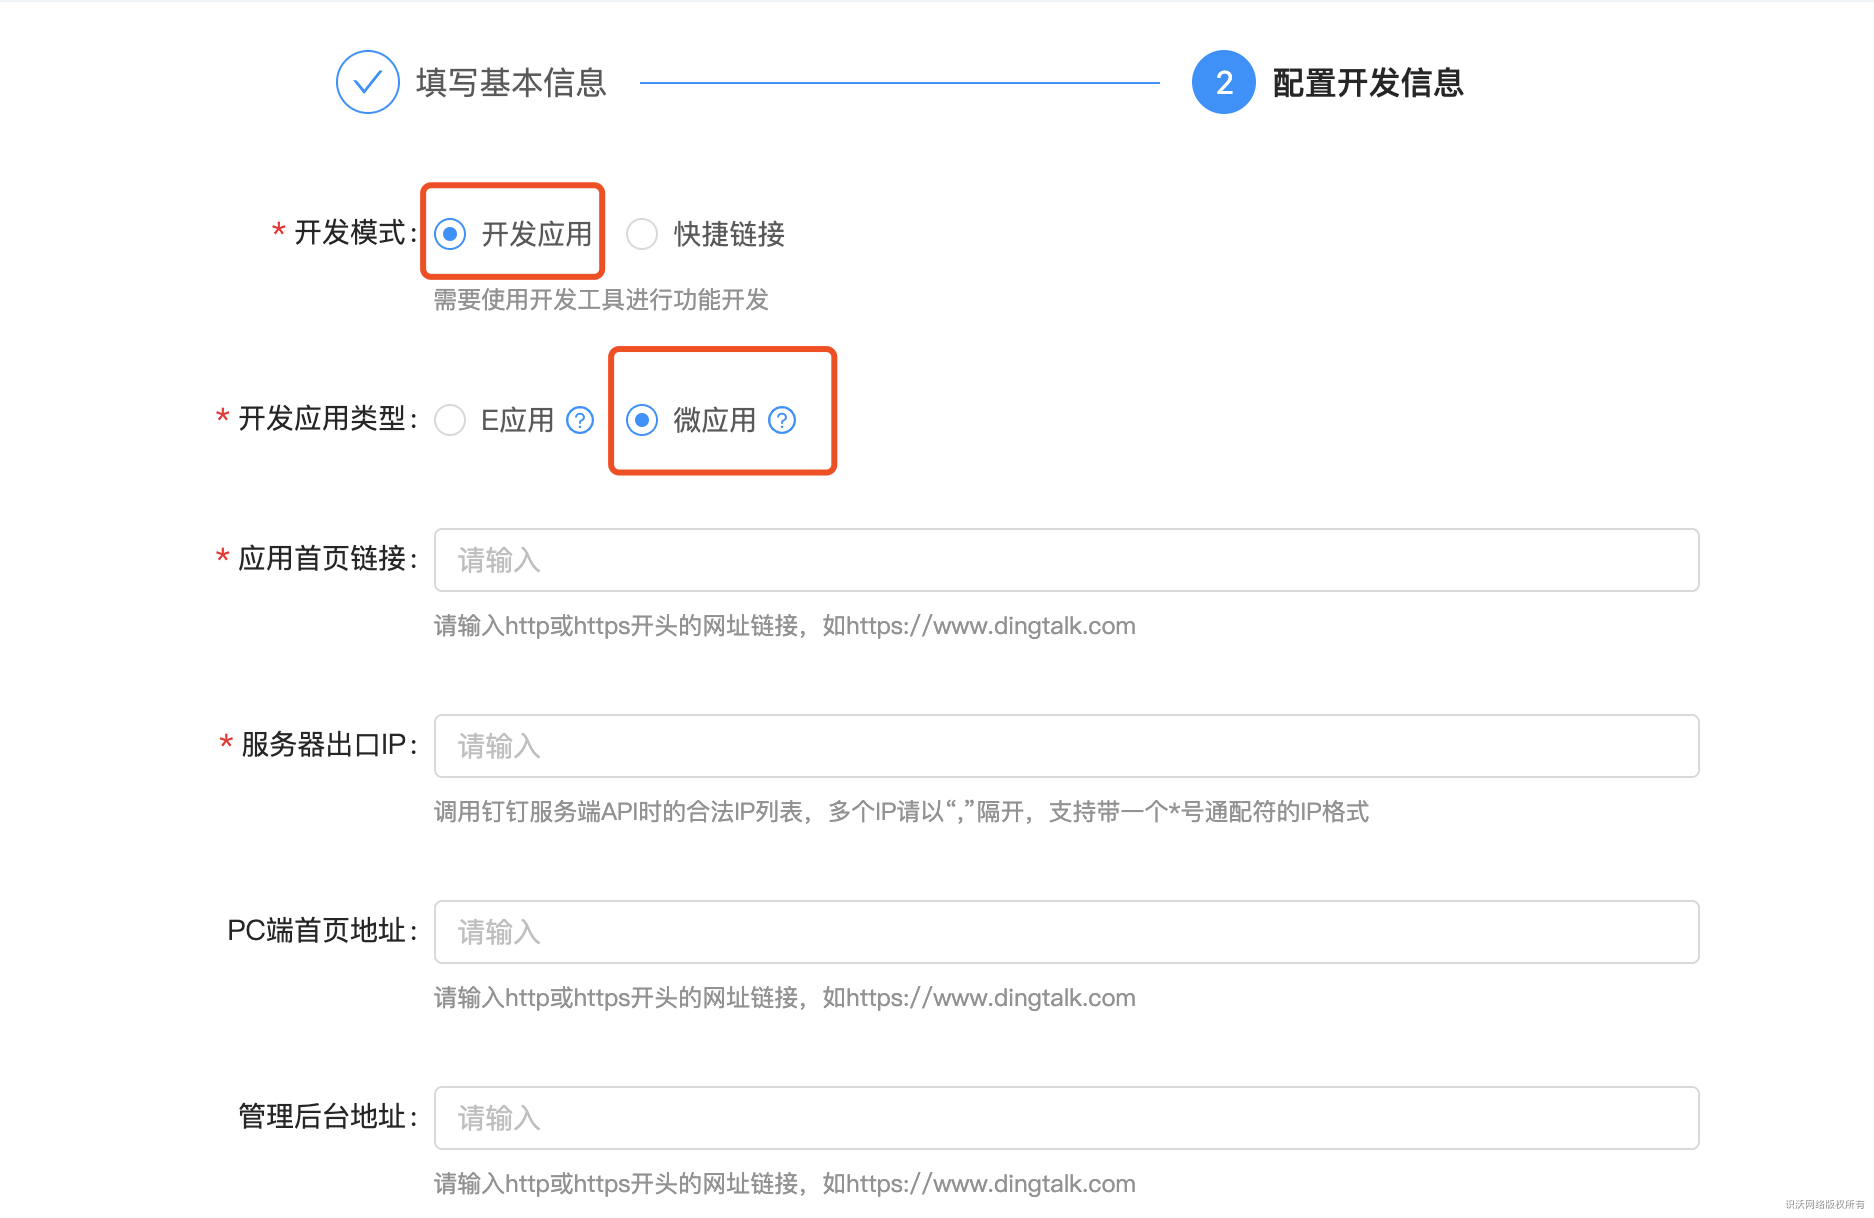 填写基本信息
2 配置开发信息
* 开发模式: 开发应用 快捷链接
需要使用开发工具进行功能开发
* 开发应用类型: E应用 ? 微应用 ?
* 应用首页链接: 请输入
请输入http或https开头的网址链接，如https://www.dingtalk.com
* 服务器出口IP: 请输入
调用钉钉服务端API时的合法IP列表，多个IP请以“,”隔开，支持带一个*号通配符的IP格式
PC端首页地址: 请输入
请输入http或https开头的网址链接，如https://www.dingtalk.com
管理后台地址: 请输入
请输入http或https开头的网址链接，如https://www.dingtalk.com
识沃网络版权所有